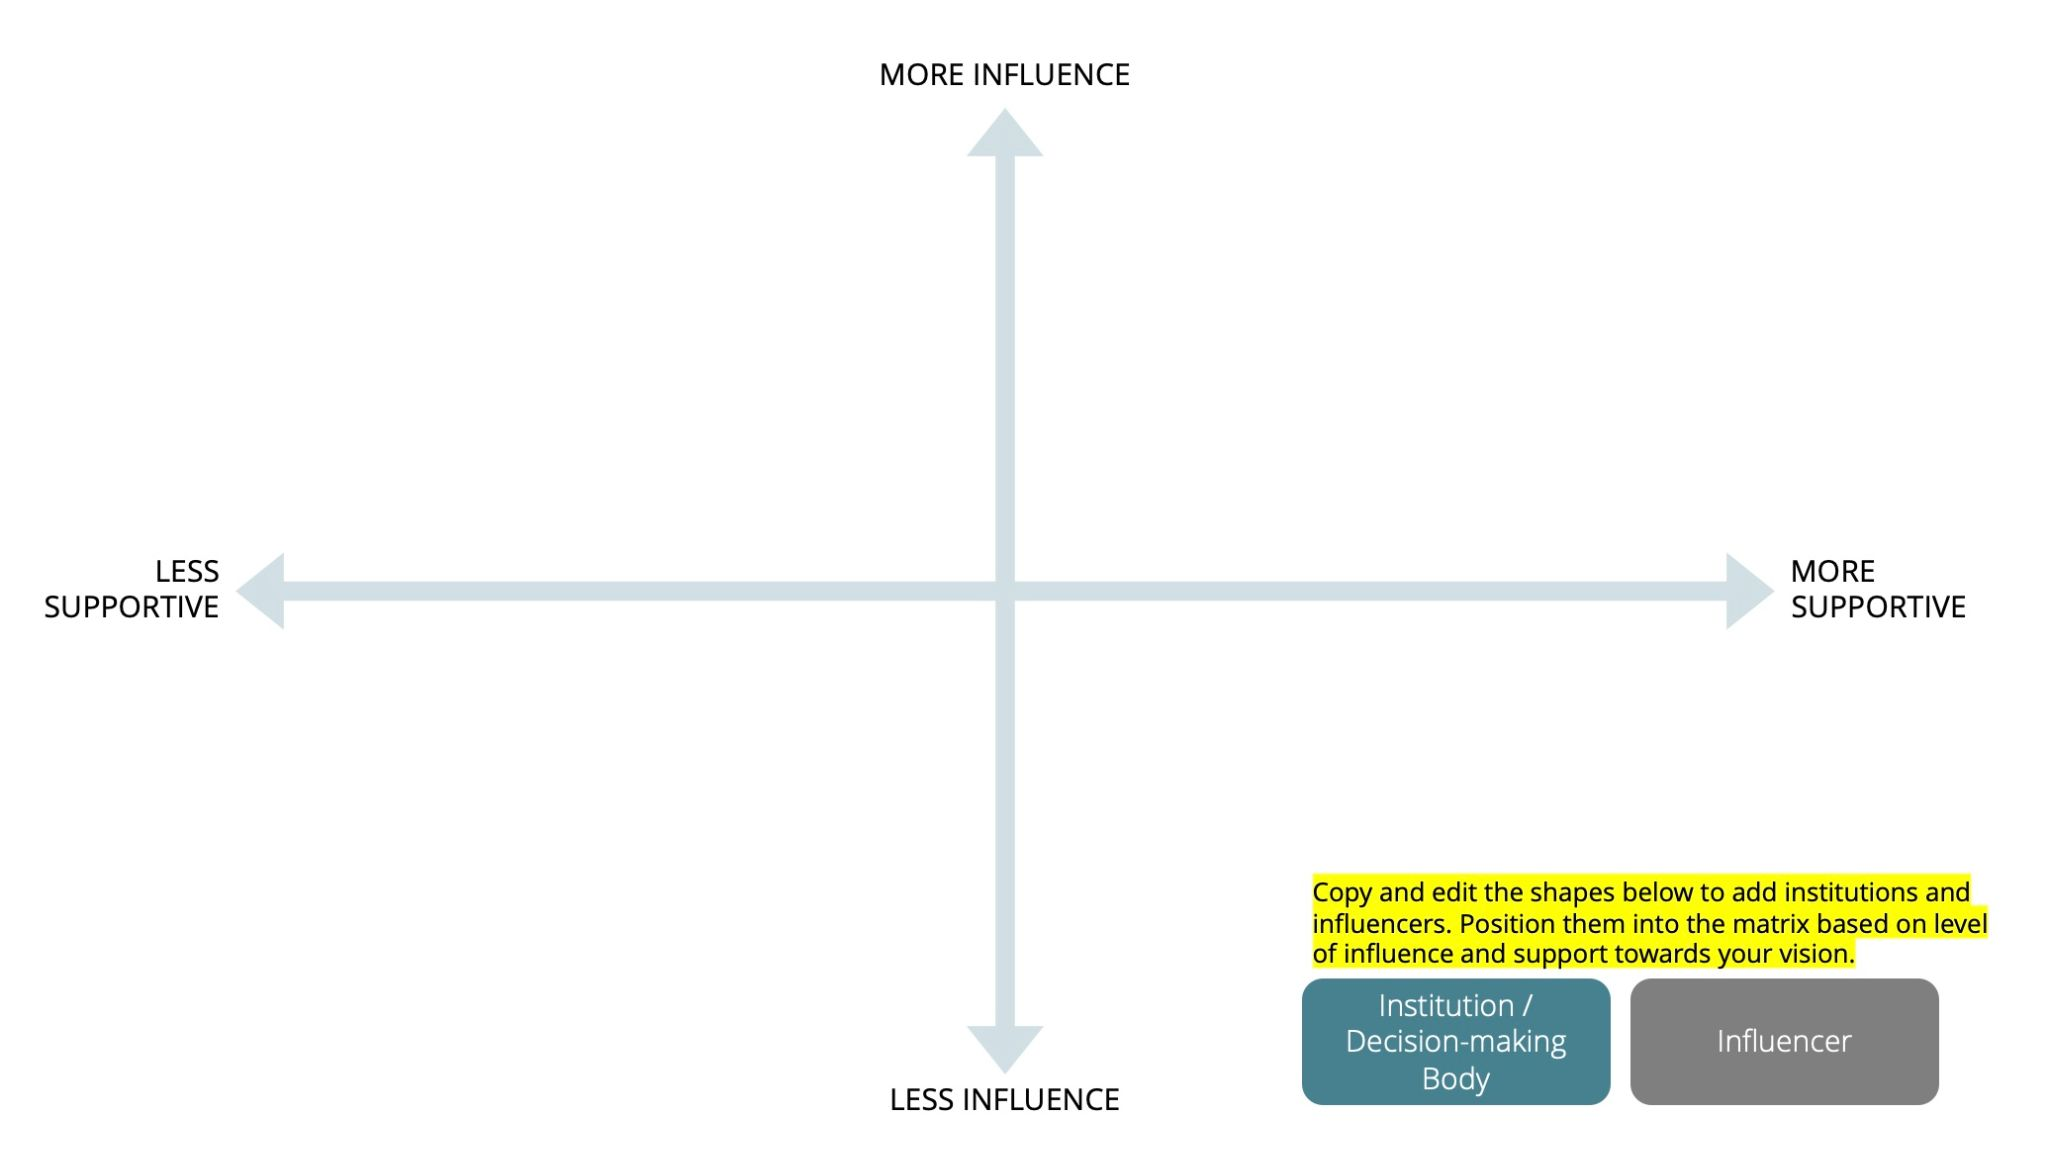 MORE INFLUENCE
LESS
SUPPORTIVE
MORE
SUPPORTIVE
Copy and edit the shapes below to add institutions and
influencers. Position them into the matrix based on level
of influence and support towards your vision.
Institution /
Decision-making
Body
Influencer
LESS INFLUENCE